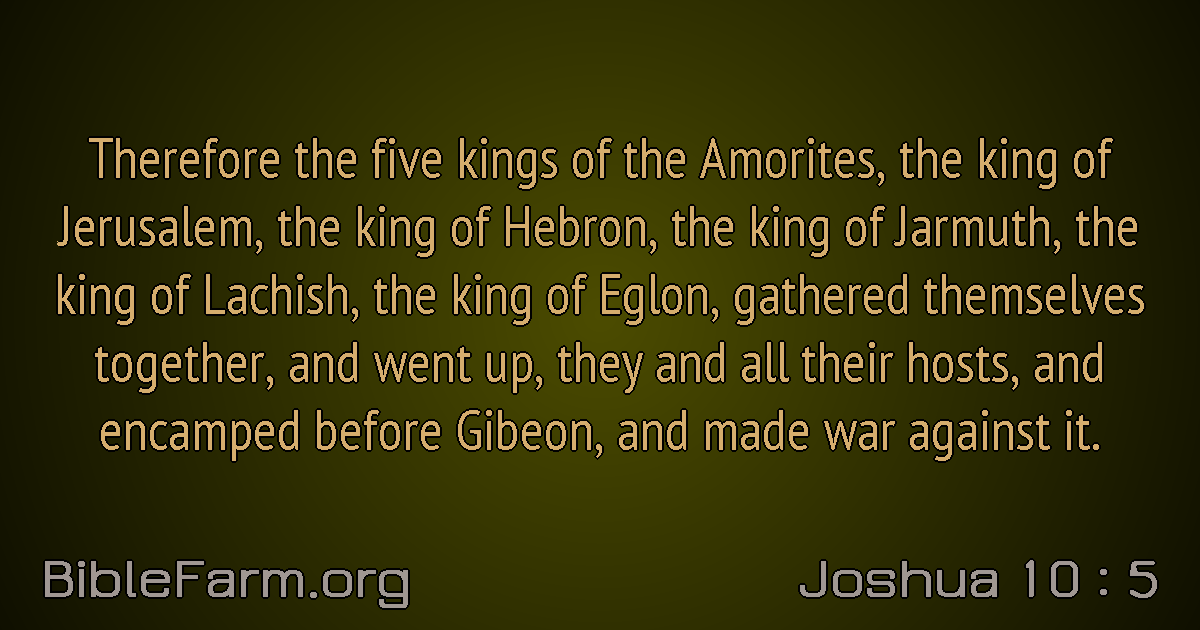 Therefore the five kings of the Amorites, the king of
Jerusalem, the king of Hebron, the king of Jarmuth, the
king of Lachish, the king of Eglon, gathered themselves
together, and went up, they and all their hosts, and
encamped before Gibeon, and made war against it.
BibleFarm.org
Joshua 10 : 5